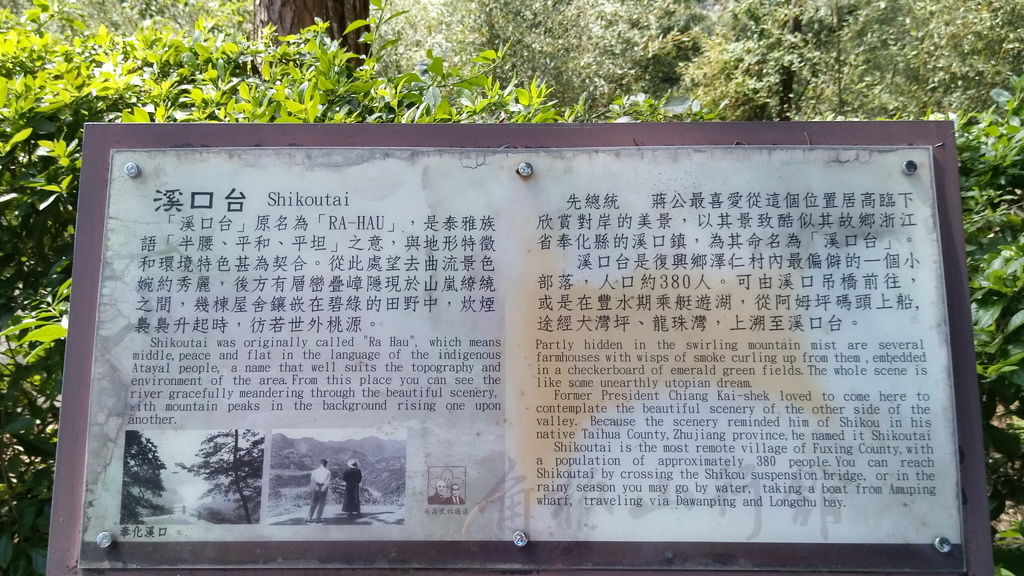 溪口台 Shikoutai
「溪口台」原名為「RA-HAU」，是泰雅族
語「半腰、平和、平坦」之意，與地形特徵
和環境特色甚為契合。從此處望去曲流景色
婉約秀麗，後方有層巒疊嶂隱現於山嵐繚繞
之間，幾棟屋舍鑲嵌在碧綠的田野中，炊煙
裊裊升起時，彷若世外桃源。
Shikoutai was originally called "Ra Hau", which means
middle, peace and flat in the language of the indigenous
Atayal people, a name that well suits the topography and
environment of the area. From this place you can see the
river gracefully meandering through the beautiful scenery,
with mountain peaks in the background rising one upon
another.
奉化溪口
先總統 蔣公最喜愛從這個位置居高臨下
欣賞對岸的美景，以其景致酷似其故鄉浙江
省奉化縣的溪口鎮，為其命名為「溪口台」。
溪口台是復興鄉澤仁村內最偏僻的一個小
部落，人口約380人。可由溪口吊橋前往，
或是在豐水期乘艇遊湖，從阿姆坪碼頭上船，
途經大灣坪、龍珠灣，上溯至溪口台。
Partly hidden in the swirling mountain mist are several
farmhouses with wisps of smoke curling up from them , embedded
in a checkerboard of emerald green fields. The whole scene is
like some unearthly utopian dream.
Former President Chiang Kai-shek loved to come here to
contemplate the beautiful scenery of the other side of the
valley. Because the scenery reminded him of Shikou in his
native Taihua County, Zhujiang province, he named it Shikoutai
Shikoutai is the most remote village of Fuxing County, with
a population of approximately 380 people. You can reach
Shikoutai by crossing the Shikou suspension bridge, or in the
rainy season you may go by water, taking a boat from Amuping
wharf, traveling via Dawanping and Longchu bay.